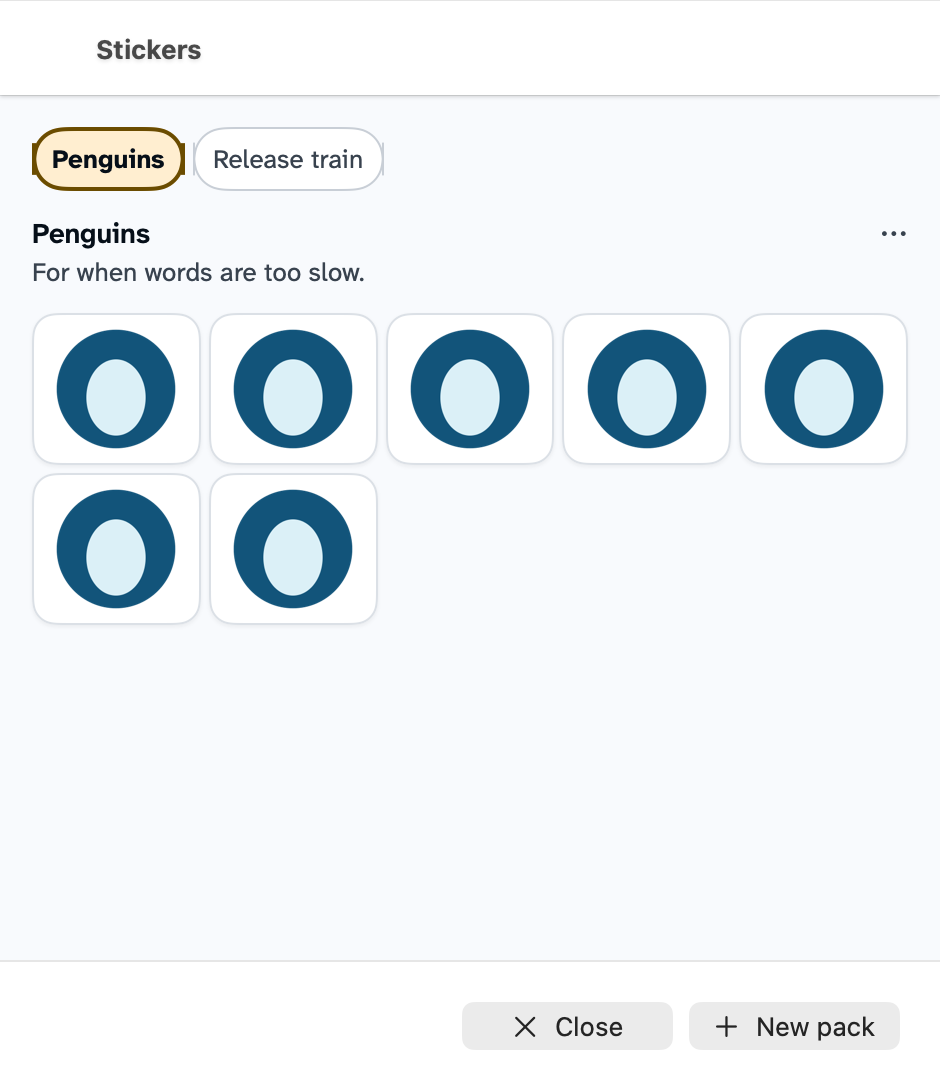 Stickers
Penguins
Release train
Penguins
For when words are too slow.
Close
New pack